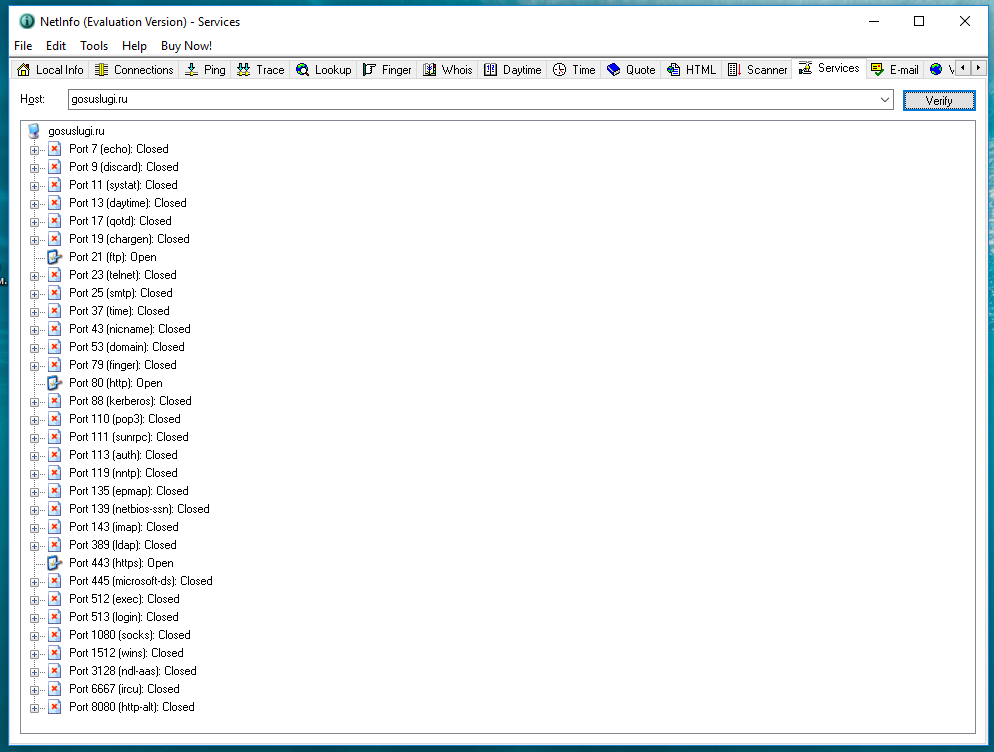 NetInfo (Evaluation Version) - Services
File Edit Tools Help Buy Now!
Local Info Connections Ping Trace Lookup Finger Whois Daytime Time Quote HTML Scanner Services E-mail
Host: gosuslugi.ru Verify
gosuslugi.ru
Port 7 (echo): Closed
Port 9 (discard): Closed
Port 11 (systat): Closed
Port 13 (daytime): Closed
Port 17 (qotd): Closed
Port 19 (chargen): Closed
Port 21 (ftp): Open
Port 23 (telnet): Closed
Port 25 (smtp): Closed
Port 37 (time): Closed
Port 43 (nicname): Closed
Port 53 (domain): Closed
Port 79 (finger): Closed
Port 80 (http): Open
Port 88 (kerberos): Closed
Port 110 (pop3): Closed
Port 111 (sunrpc): Closed
Port 113 (auth): Closed
Port 119 (nntp): Closed
Port 135 (epmap): Closed
Port 139 (netbios-ssn): Closed
Port 143 (imap): Closed
Port 389 (ldap): Closed
Port 443 (https): Open
Port 445 (microsoft-ds): Closed
Port 512 (exec): Closed
Port 513 (login): Closed
Port 1080 (socks): Closed
Port 1512 (wins): Closed
Port 3128 (ndl-aas): Closed
Port 6667 (ircu): Closed
Port 8080 (http-alt): Closed